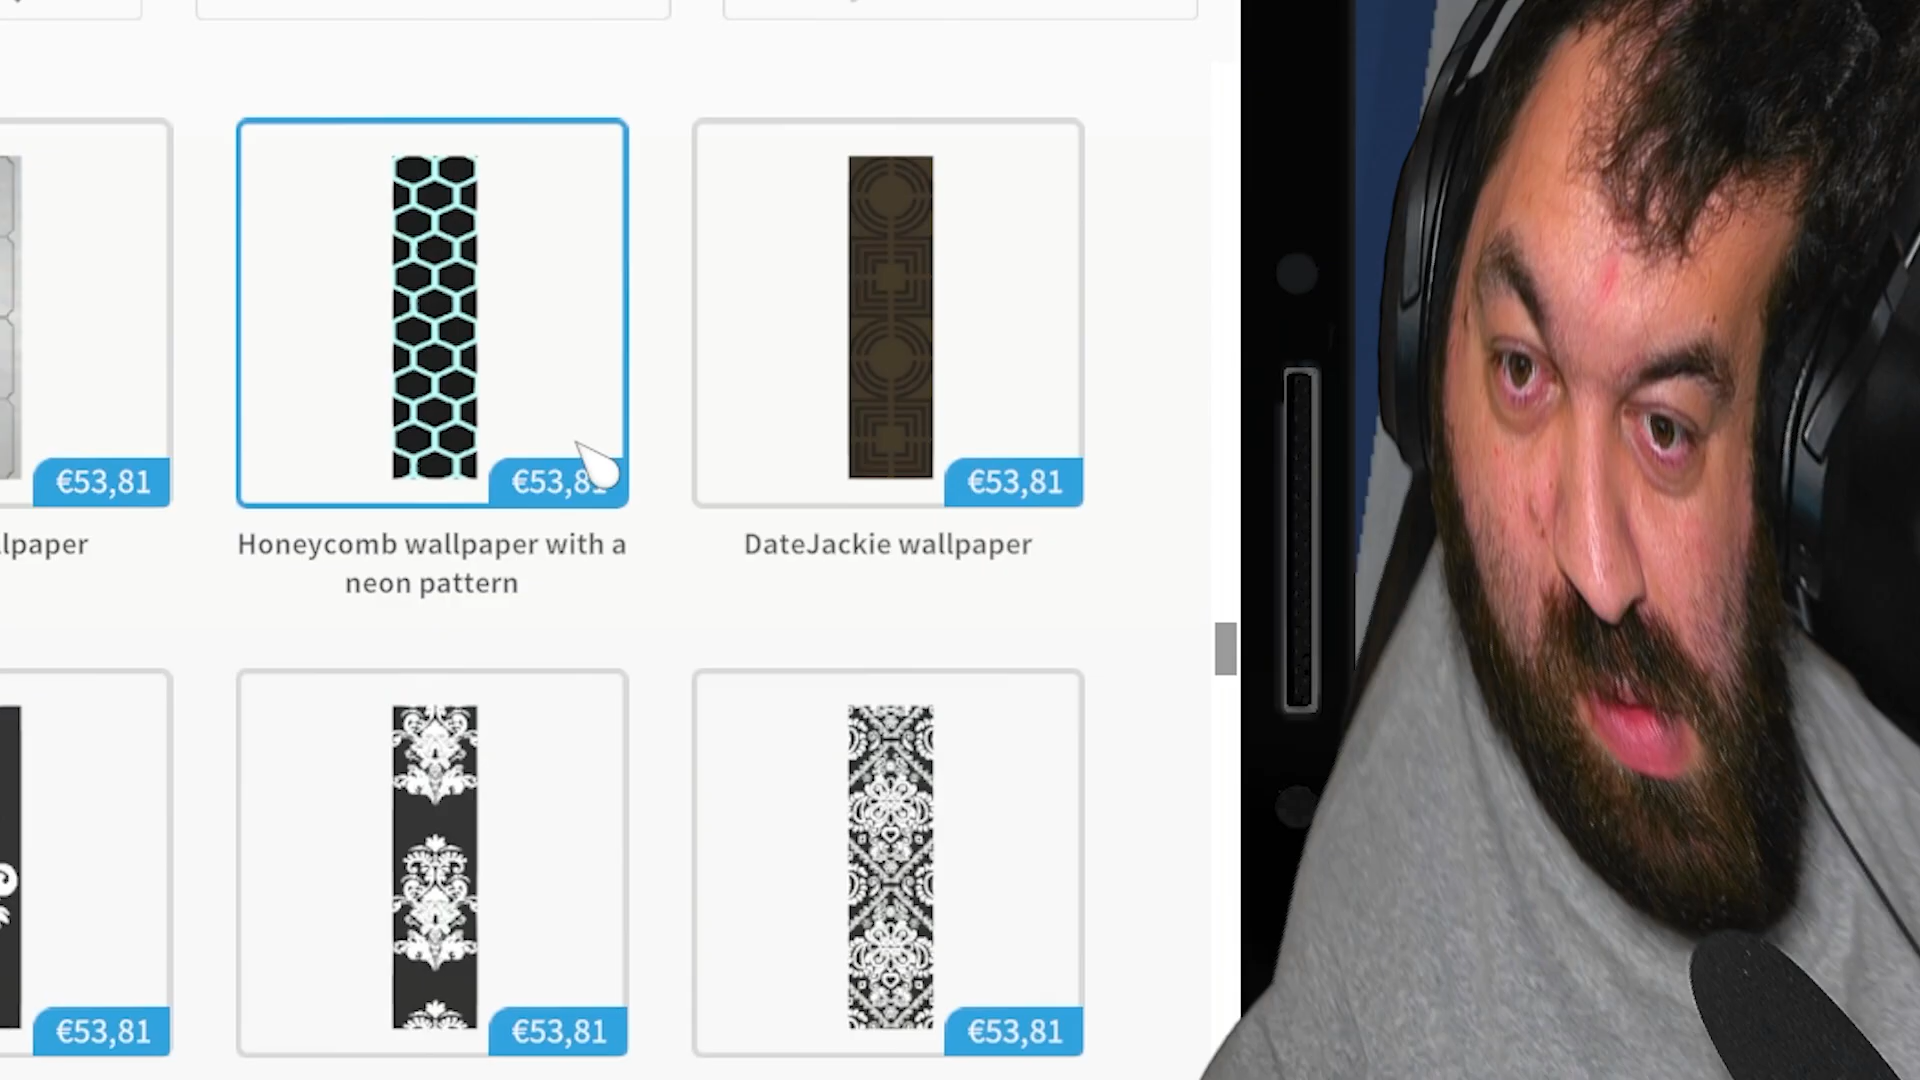 €53,81
€53,8
€53,81
lpaper
Honeycomb wallpaper with a
neon pattern
DateJackie wallpaper
€53,81
€53,81
€53,81